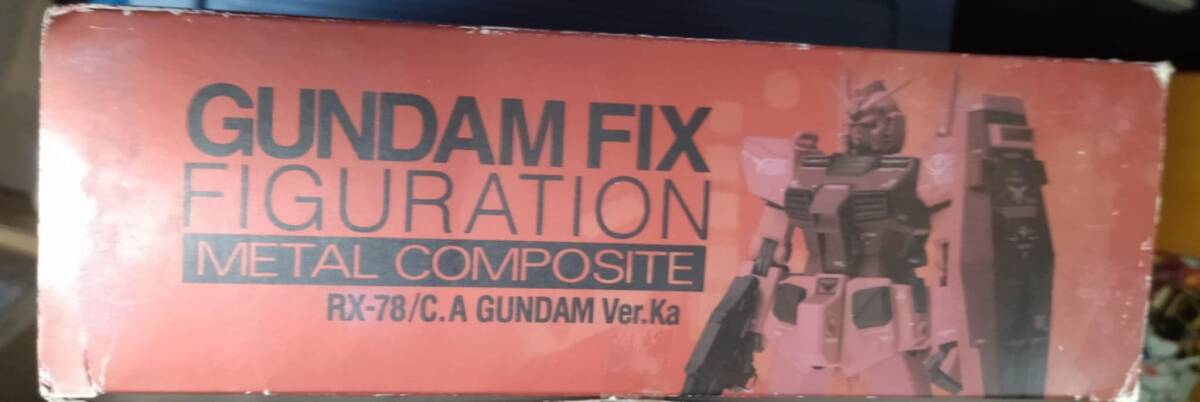 GUNDAM FIX
FIGURATION
METAL COMPOSITE
RX-78/C.A GUNDAM Ver.Ka